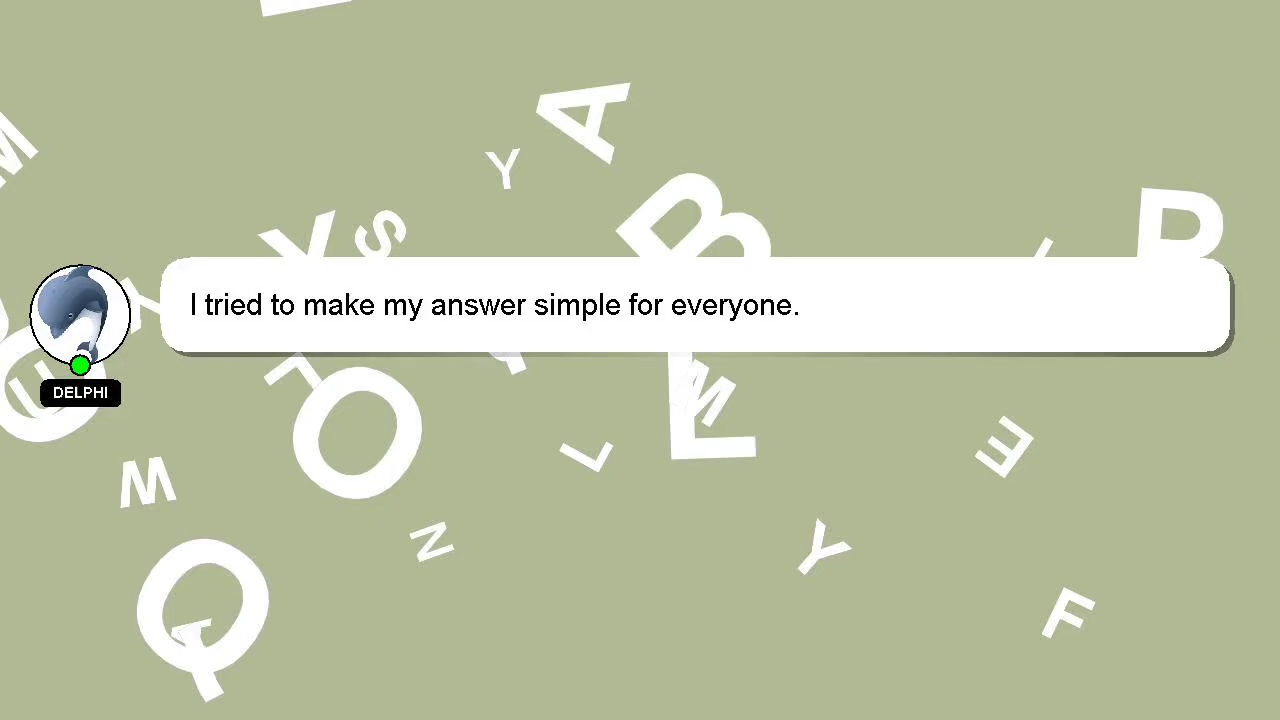 I tried to make my answer simple for everyone.
DELPHI
A
Y
B
S
Y
R
M
U
L
O
M
L
L
E
W
Z
Y
Q
T
F